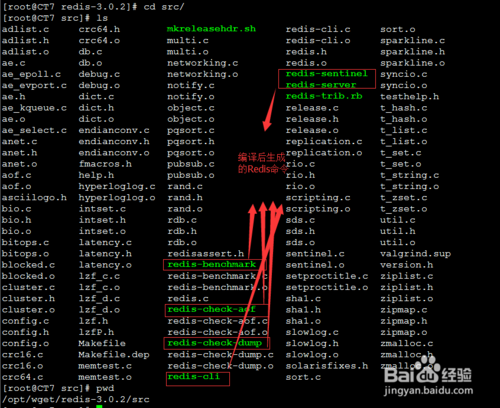 [root@CT7 redis-3.0.2]# cd src/
[root@CT7 src]# ls
adlist.c crc64.h mkreleasehdr.sh redis-cli.c sort.o
adlist.h crc64.o multi.c redis-cli.o sparkline.c
adlist.o db.c multi.o redis.h sparkline.h
ae.c db.o networking.c redis.o sparkline.o
ae_epoll.c debug.c networking.o redis-sentinel syncio.c
ae_evport.c debug.o notify.c redis-server syncio.o
ae.h dict.c notify.o redis-trib.rb testhelp.h
ae_kqueue.c dict.h object.c release.c t_hash.c
ae.o dict.o object.o release.h t_hash.o
ae_select.c endianconv.c pqsort.c release.o t_list.c
anet.c endianconv.h pqsort.h replication.c t_list.o
anet.h endianconv.o pqsort.o replication.o t_set.c
anet.o fmacros.h pubsub.c rio.c t_set.o
aof.c help.h pubsub.o rio.h t_string.c
aof.o hyperloglog.c rand.c rio.o t_string.o
asciilogo.h hyperloglog.o rand.h scripting.c t_zset.c
bio.c intset.c rand.o scripting.o t_zset.o
bio.h intset.h rdb.c sds.c util.c
bio.o intset.o rdb.h sds.h util.h
bitops.c latency.c rdb.o sds.o util.o
bitops.o latency.h redisassert.h sentinel.c valgrind.sup
blocked.c latency.o redis-benchmark sentinel.o version.h
blocked.o lzf_c.c redis-benchmark.c setproctitle.c ziplist.c
cluster.c lzf_c.o redis-benchmark.o setproctitle.o ziplist.h
cluster.h lzf_d.c redis.c sha1.c ziplist.o
cluster.o lzf_d.o redis-check-aof sha1.h zipmap.c
config.c lzf.h redis-check-aof.c sha1.o zipmap.h
config.h lzfP.h redis-check-aof.o slowlog.c zipmap.o
config.o Makefile redis-check-dump slowlog.h zmalloc.c
crc16.c Makefile.dep redis-check-dump.c slowlog.o zmalloc.h
crc16.o memtest.c redis-check-dump.o solarisfixes.h zmalloc.o
crc64.c memtest.o redis-cli sort.c
[root@CT7 src]# pwd
/opt/wget/redis-3.0.2/src
编译后生成
的Redis命令
Baidu 经验
jingyan.baidu.com